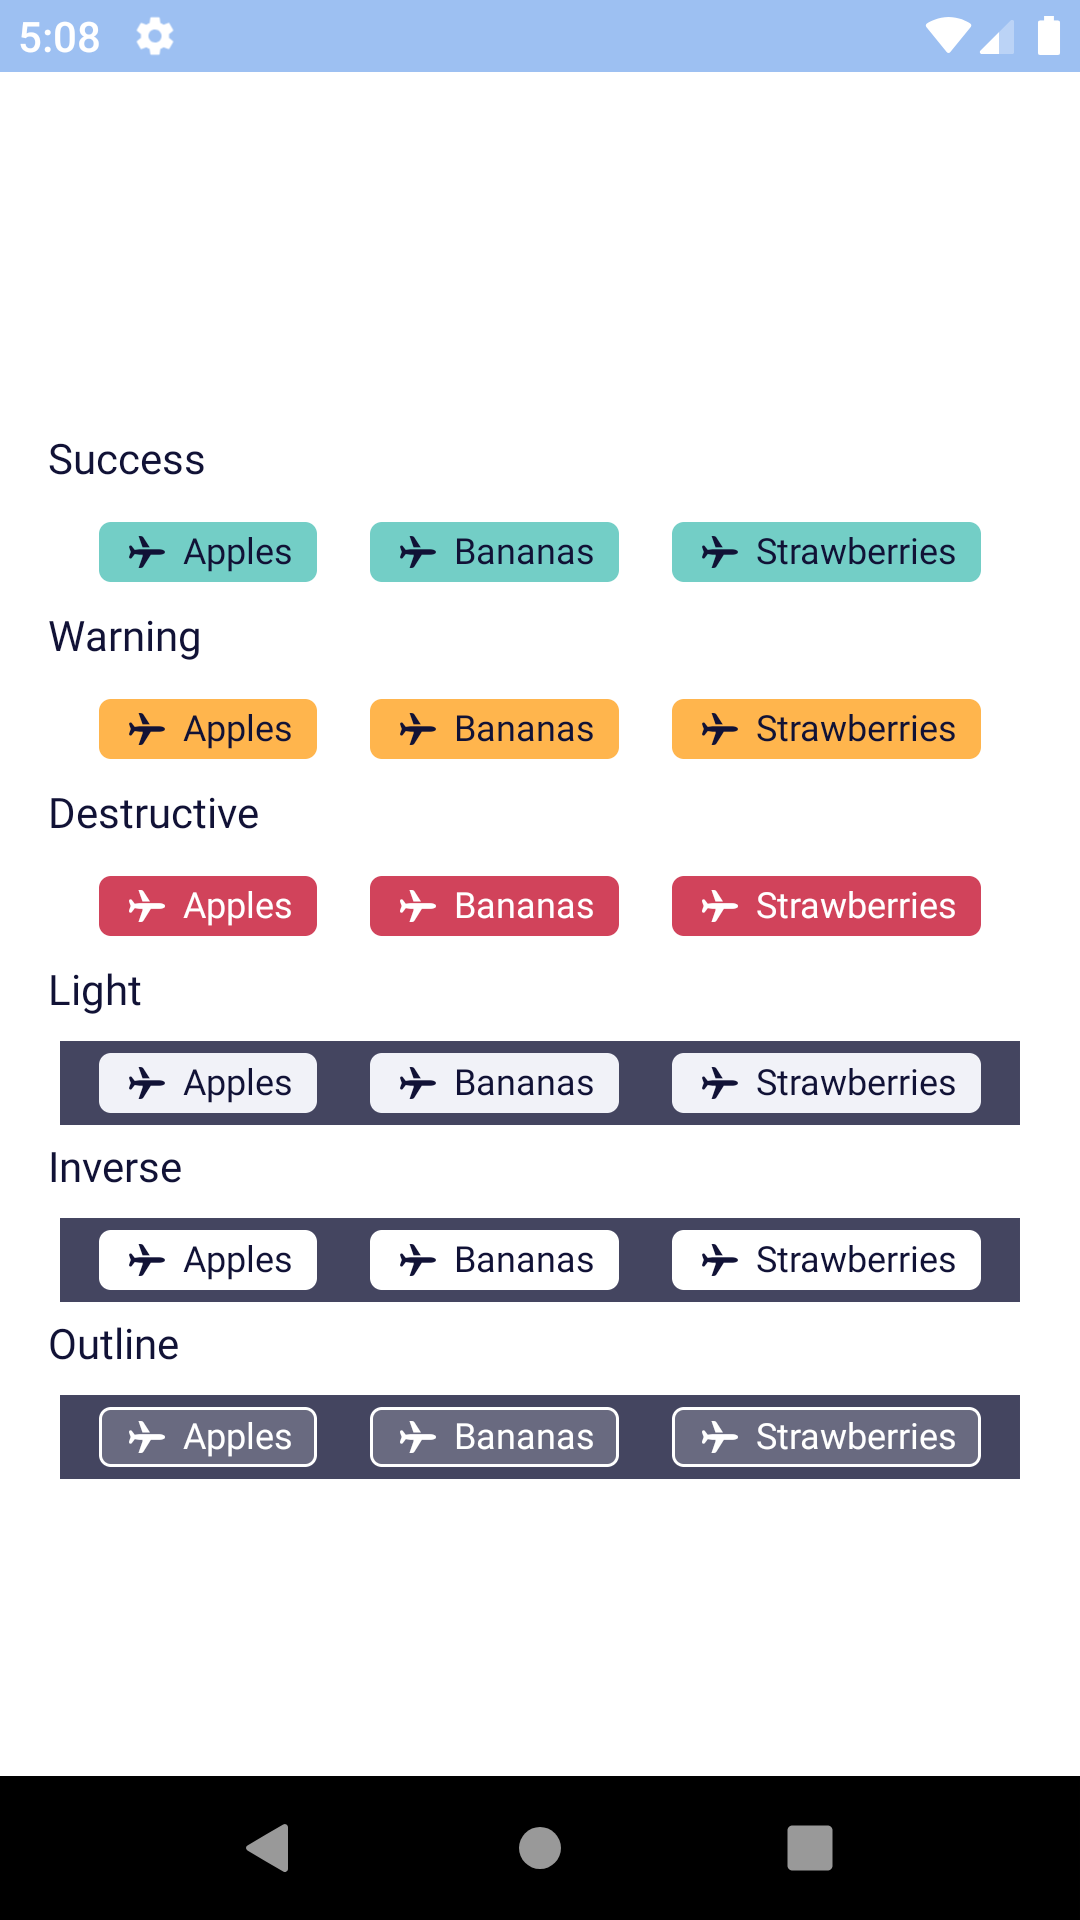 5:08
Success
Apples Bananas Strawberries
Warning
Apples Bananas Strawberries
Destructive
Apples Bananas Strawberries
Light
Apples Bananas Strawberries
Inverse
Apples Bananas Strawberries
Outline
Apples Bananas Strawberries